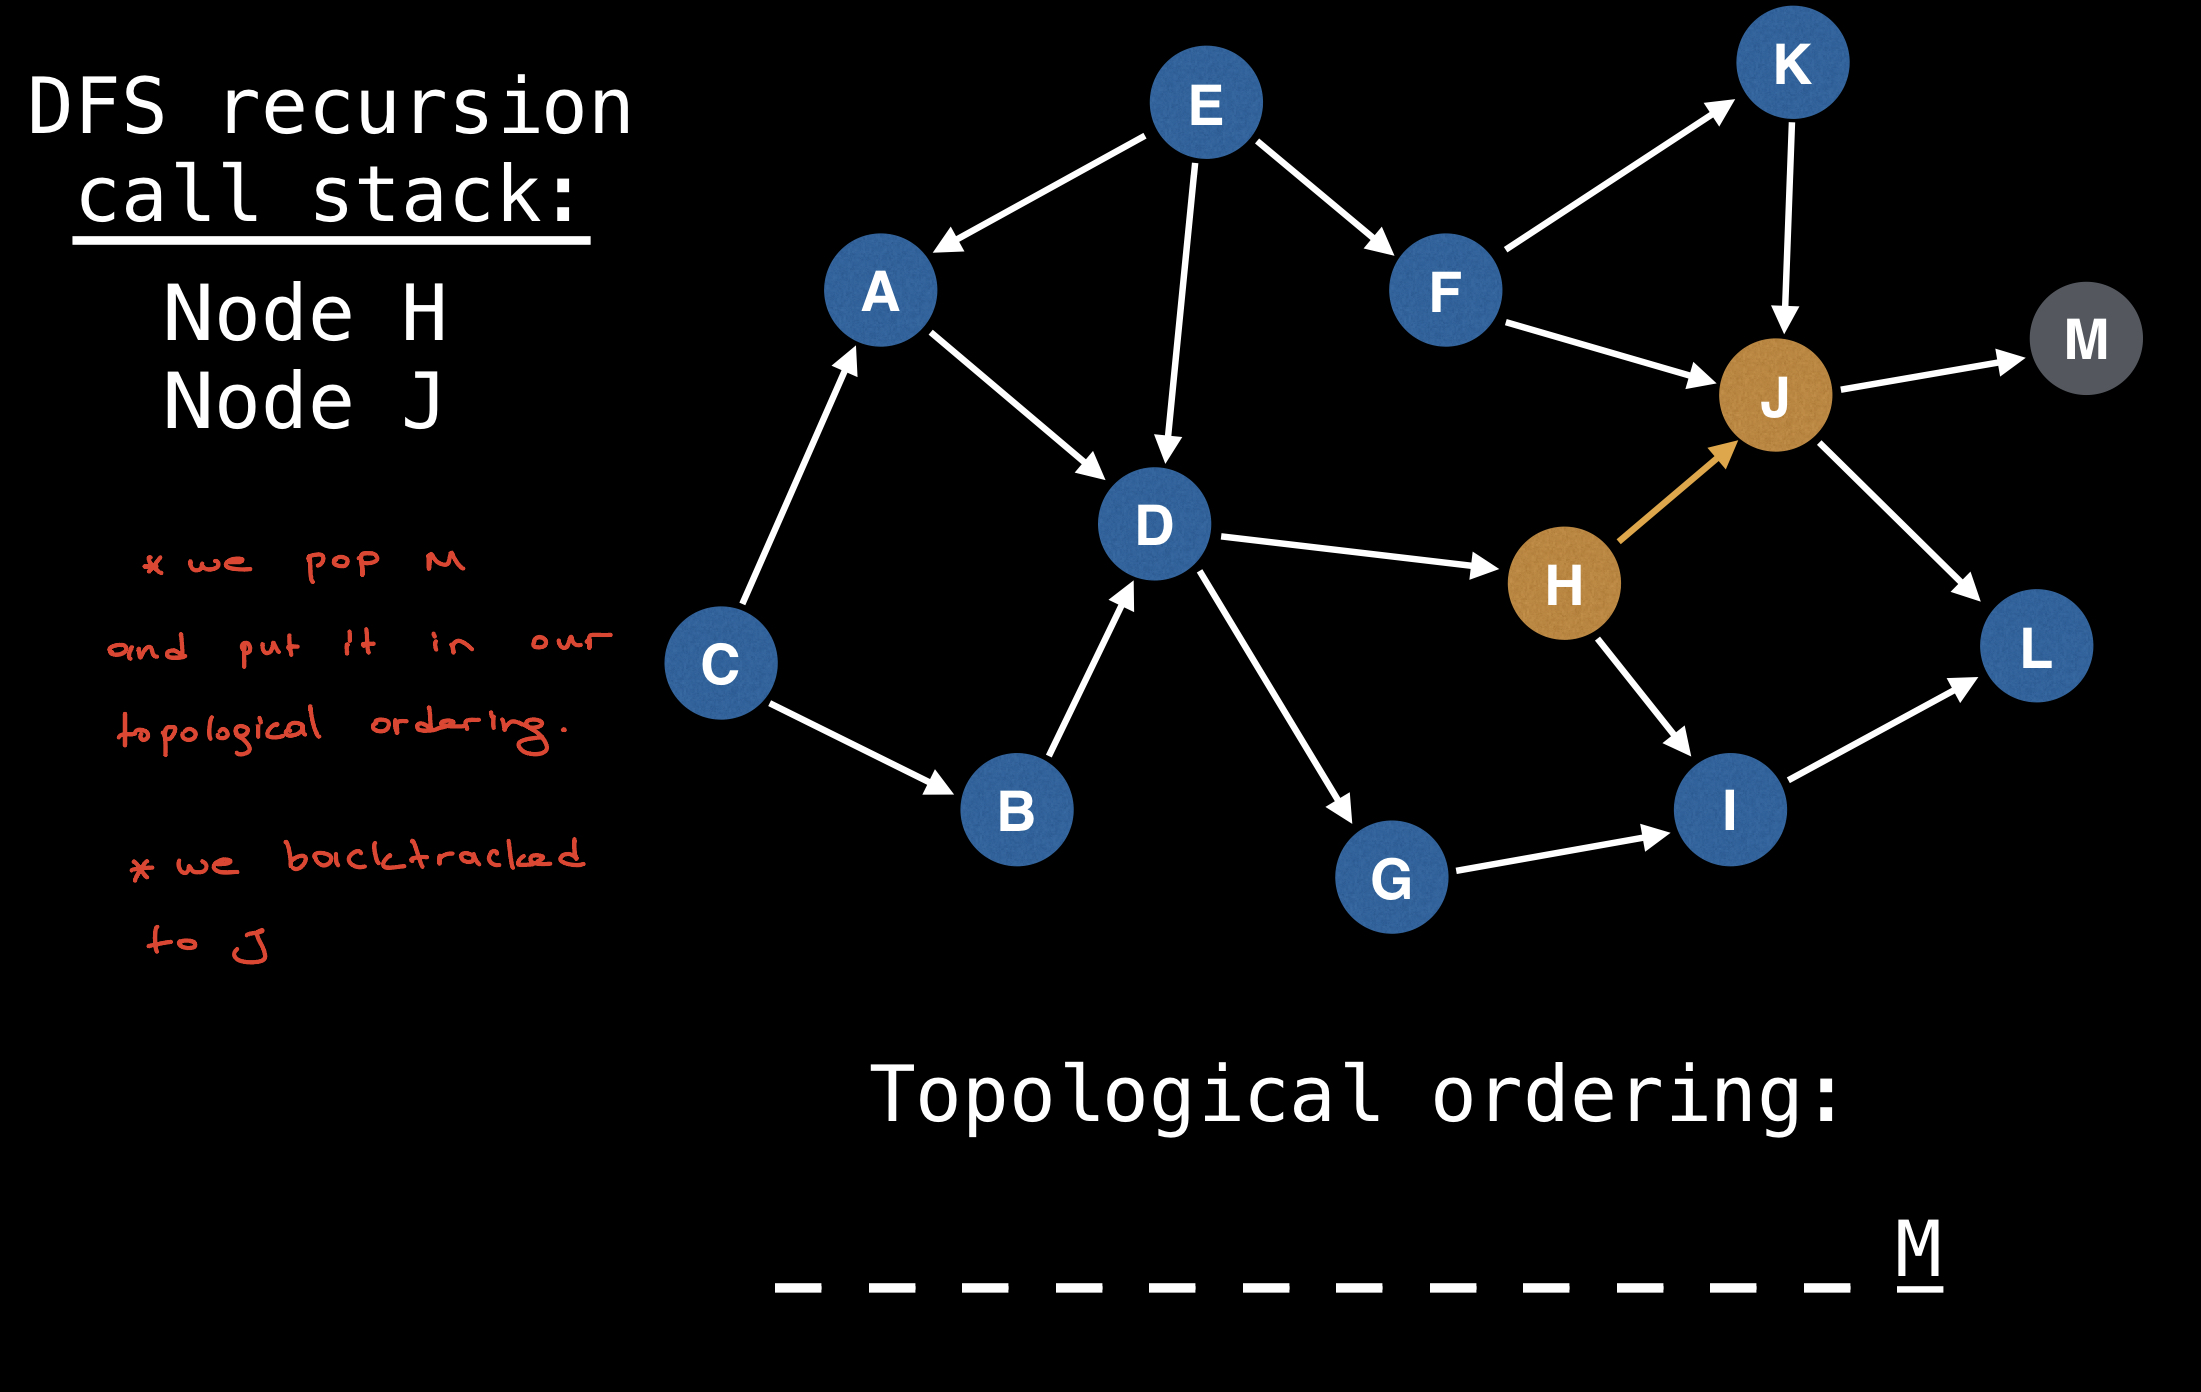 DFS recursion
call stack:
Node H
Node J
* we pop M
and put it in our
topological ordering.
* we backtracked
to J
E
K
A
F
M
J
D
H
C
L
B
I
G
Topological ordering:
_ _ _ _ _ _ _ _ _ _ _ _ M